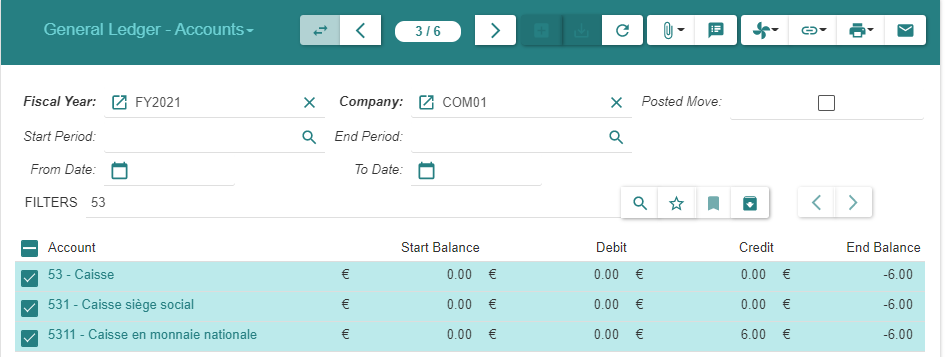 General Ledger - Accounts
3 / 6
Fiscal Year: FY2021 Company: COM01 Posted Move:
Start Period: End Period:
From Date: To Date:
FILTERS 53
Account Start Balance Debit Credit End Balance
53 - Caisse € 0.00 € 0.00 € 0.00 € -6.00
531 - Caisse siège social € 0.00 € 0.00 € 0.00 € -6.00
5311 - Caisse en monnaie nationale € 0.00 € 0.00 € 6.00 € -6.00